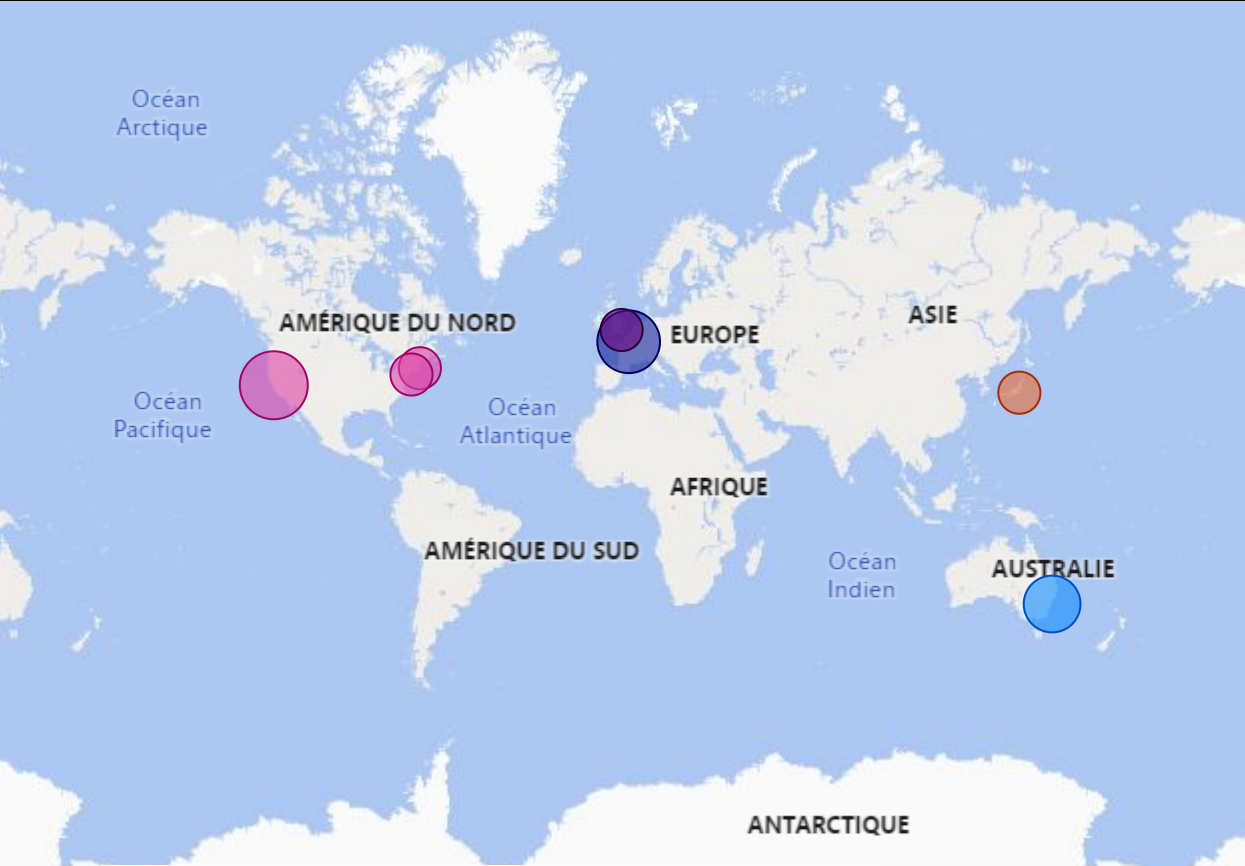 Océan
Arctique
AMÉRIQUE DU NORD
ASIE
EUROPE
Océan
Pacifique
Océan
Atlantique
AFRIQUE
AMÉRIQUE DU SUD
Océan
Indien
AUSTRALIE
ANTARCTIQUE